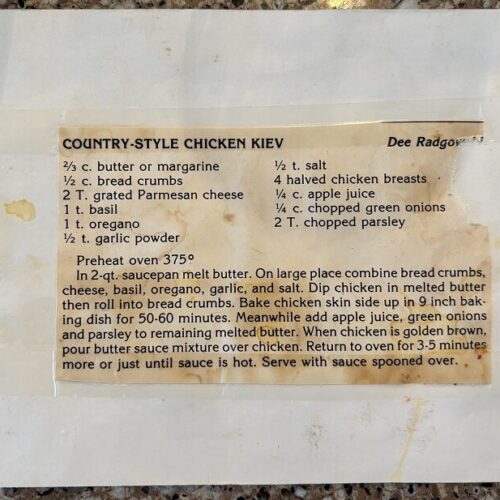 COUNTRY-STYLE CHICKEN KIEV Dee
⅔ c. butter or margarine
½ c. bread crumbs
2 T. grated Parmesan cheese
1 t. basil
1 t. oregano
½ t. garlic powder
½ t. salt
4 halved chicken breasts
¼ c. apple juice
¼ c. chopped green onions
2 T. chopped parsley
Preheat oven 375°
In 2-qt. saucepan melt butter. On large place combine bread crumbs,
cheese, basil, oregano, garlic, and salt. Dip chicken in melted butter
then roll into bread crumbs. Bake chicken skin side up in 9 inch bak-
ing dish for 50-60 minutes. Meanwhile add apple juice, green onions
and parsley to remaining melted butter. When chicken is golden brown,
pour butter sauce mixture over chicken. Return to oven for 3-5 minutes
more or just until sauce is hot. Serve with sauce spooned over.